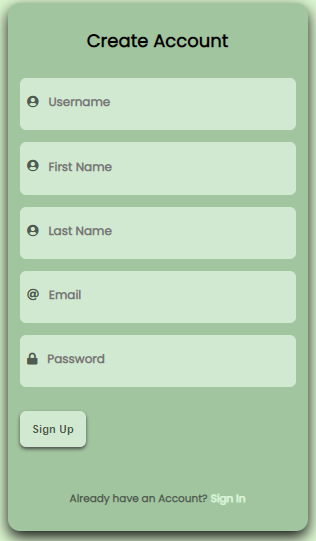 Create Account
Username
First Name
Last Name
@ Email
Password
Sign Up
Already have an Account? Sign In